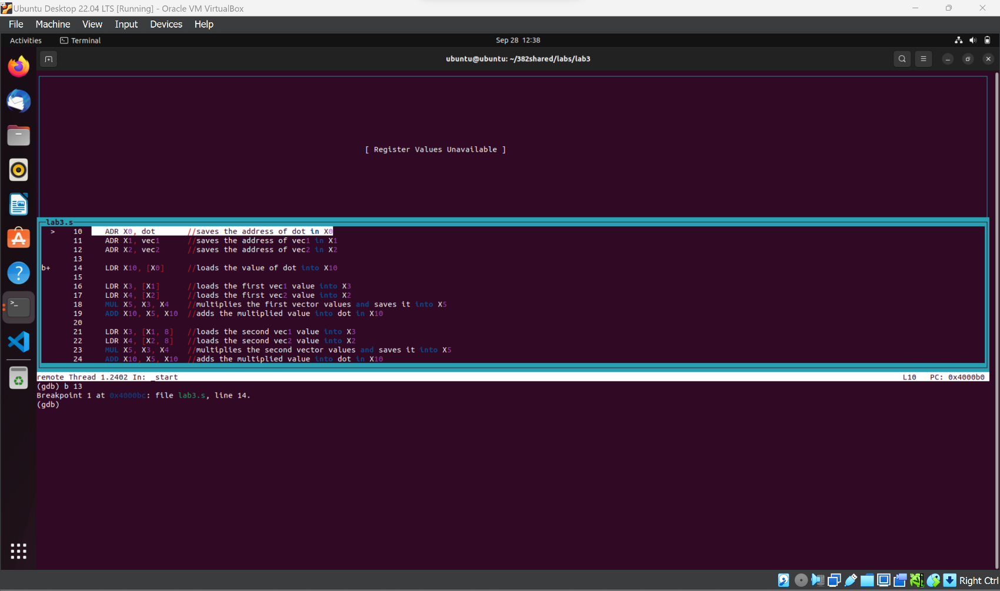 Ubuntu Desktop 22.04 LTS [Running] - Oracle VM VirtualBox
File Machine View Input Devices Help
Activities Terminal Sep 28 12:38
ubuntu@ubuntu: ~/382shared/labs/lab3
[ Register Values Unavailable ]
lab3.s
> 10 ADR X0, dot //saves the address of dot in X0
11 ADR X1, vec1 //saves the address of vec1 in X1
12 ADR X2, vec2 //saves the address of vec2 in X2
13
b+ 14 LDR X10, [X0] //loads the value of dot into X10
15
16 LDR X3, [X1] //loads the first vec1 value into X3
17 LDR X4, [X2] //loads the first vec2 value into X2
18 MUL X5, X3, X4 //multiplies the first vector values and saves it into X5
19 ADD X10, X5, X10 //adds the multiplied value into dot in X10
20
21 LDR X3, [X1, 8] //loads the second vec1 value into X3
22 LDR X4, [X2, 8] //loads the second vec2 value into X2
23 MUL X5, X3, X4 //multiplies the second vector values and saves it into X5
24 ADD X10, X5, X10 //adds the multiplied value into dot in X10
remote Thread 1.2402 In: _start L10 PC: 0x4000b0
(gdb) b 13
Breakpoint 1 at 0x4000bc: file lab3.s, line 14.
(gdb)
Right Ctrl